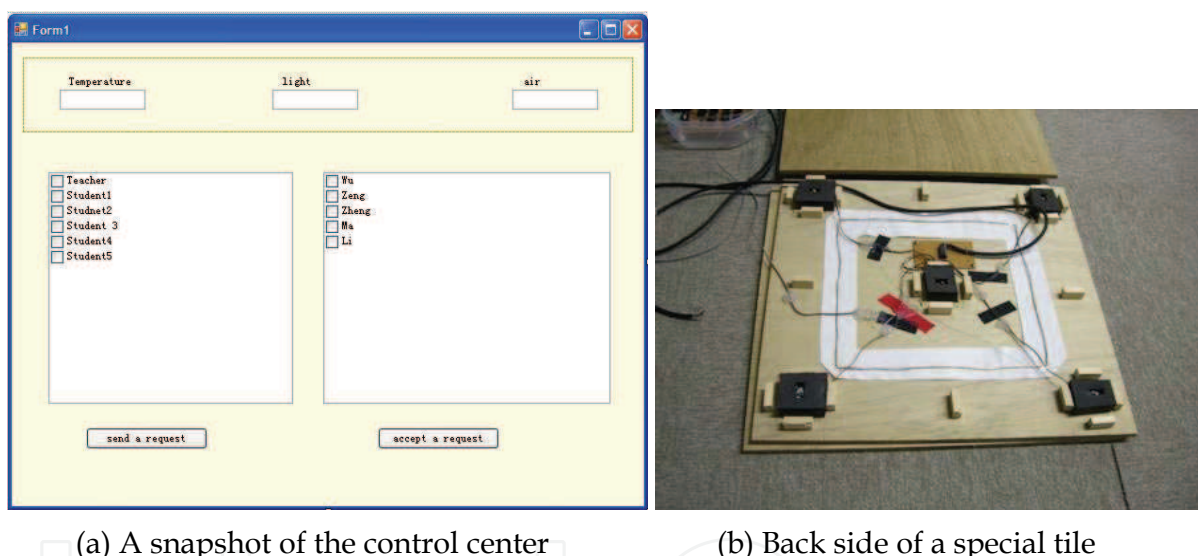 Form1
Temperature light air
Teacher
Student1
Studnet2
Student 3
Student4
Student5
Wu
Zeng
Zheng
Ma
Li
send a request accept a request
(a) A snapshot of the control center (b) Back side of a special tile